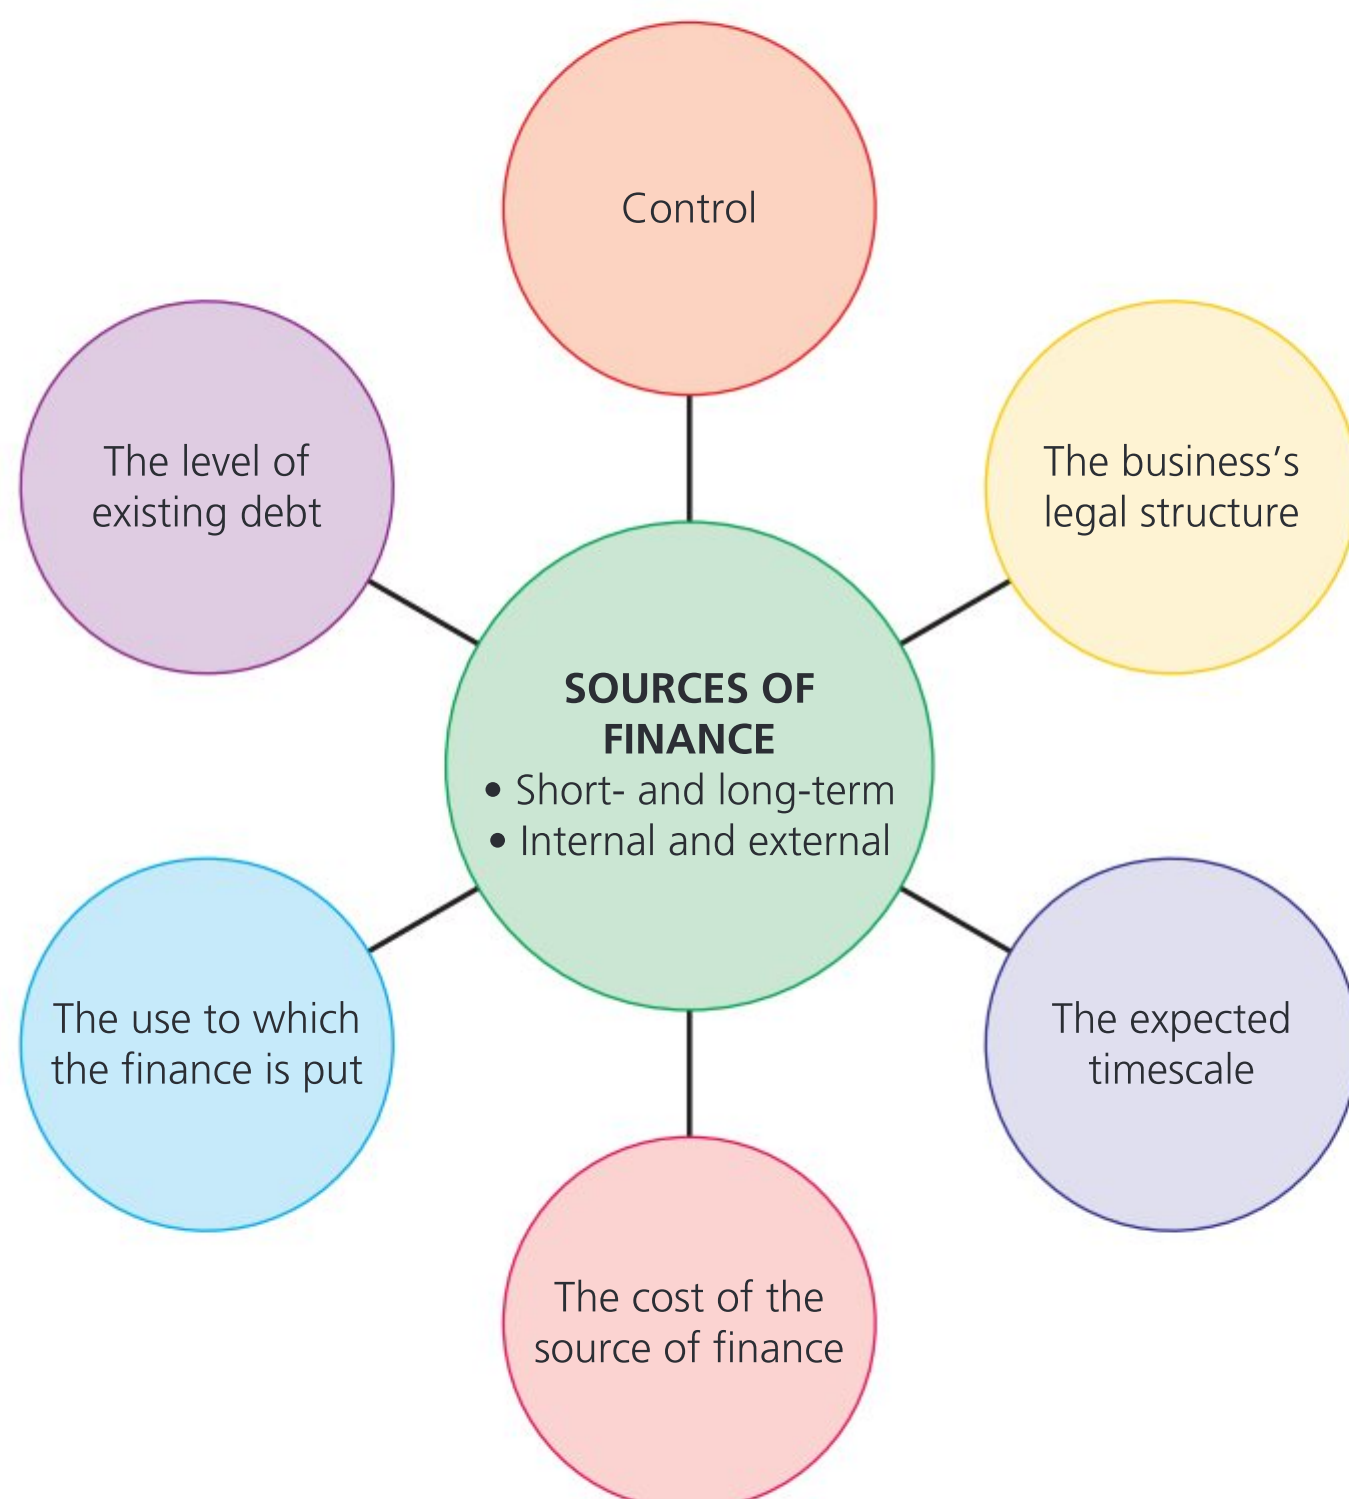 Control
The level of
existing debt
The business’s
legal structure
SOURCES OF
FINANCE
• Short- and long-term
• Internal and external
The use to which
the finance is put
The expected
timescale
The cost of the
source of finance